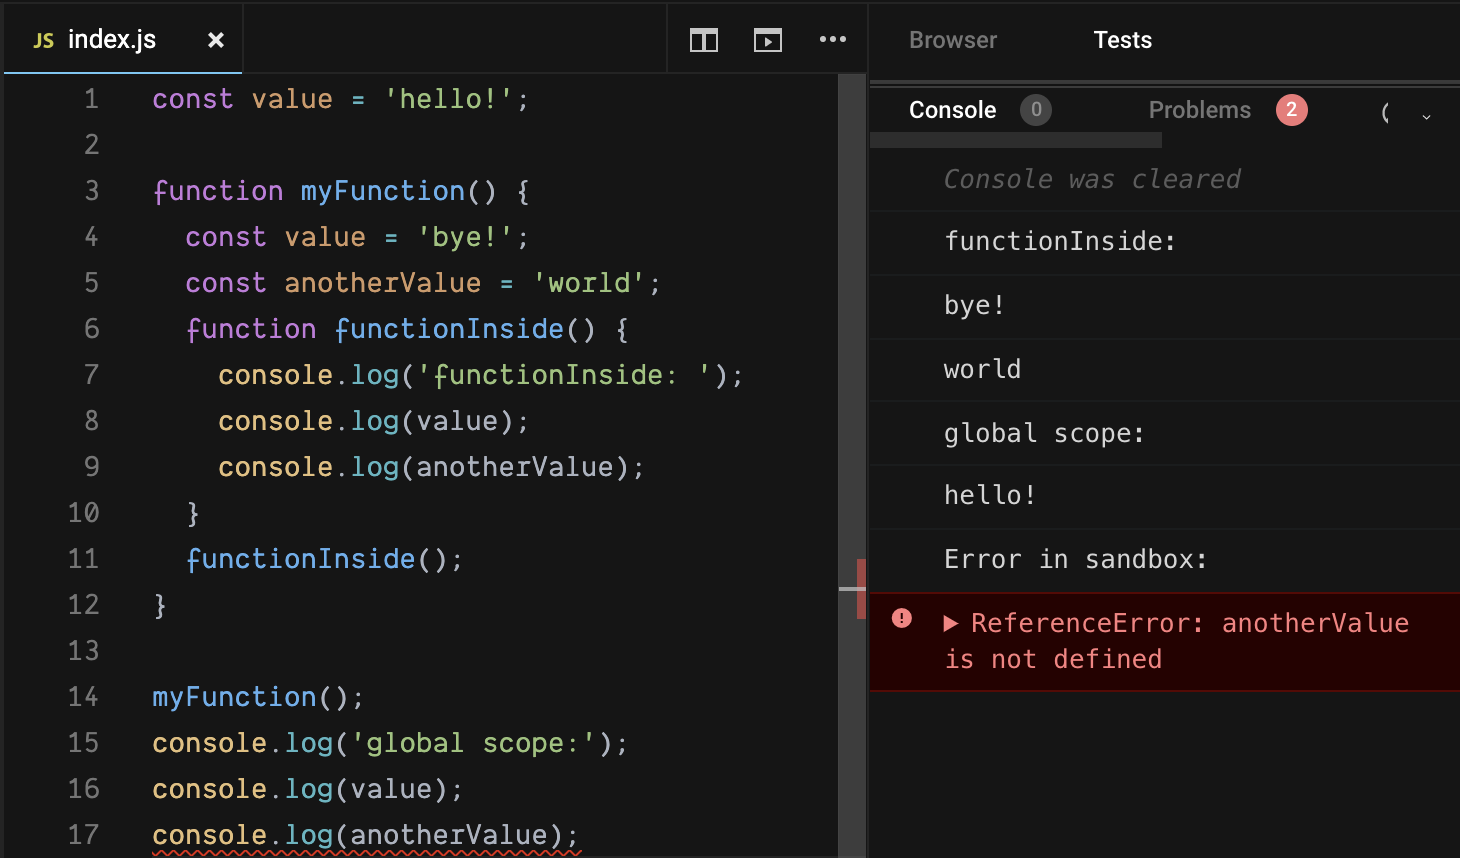 JS index.js ×
1 const value = 'hello!';
2
3 function myFunction() {
4   const value = 'bye!';
5   const anotherValue = 'world';
6   function functionInside() {
7     console.log('functionInside: ');
8     console.log(value);
9     console.log(anotherValue);
10   }
11   functionInside();
12 }
13
14 myFunction();
15 console.log('global scope:');
16 console.log(value);
17 console.log(anotherValue);
Browser Tests
Console 0 Problems 2
Console was cleared
functionInside:
bye!
world
global scope:
hello!
Error in sandbox:
ReferenceError: anotherValue
is not defined